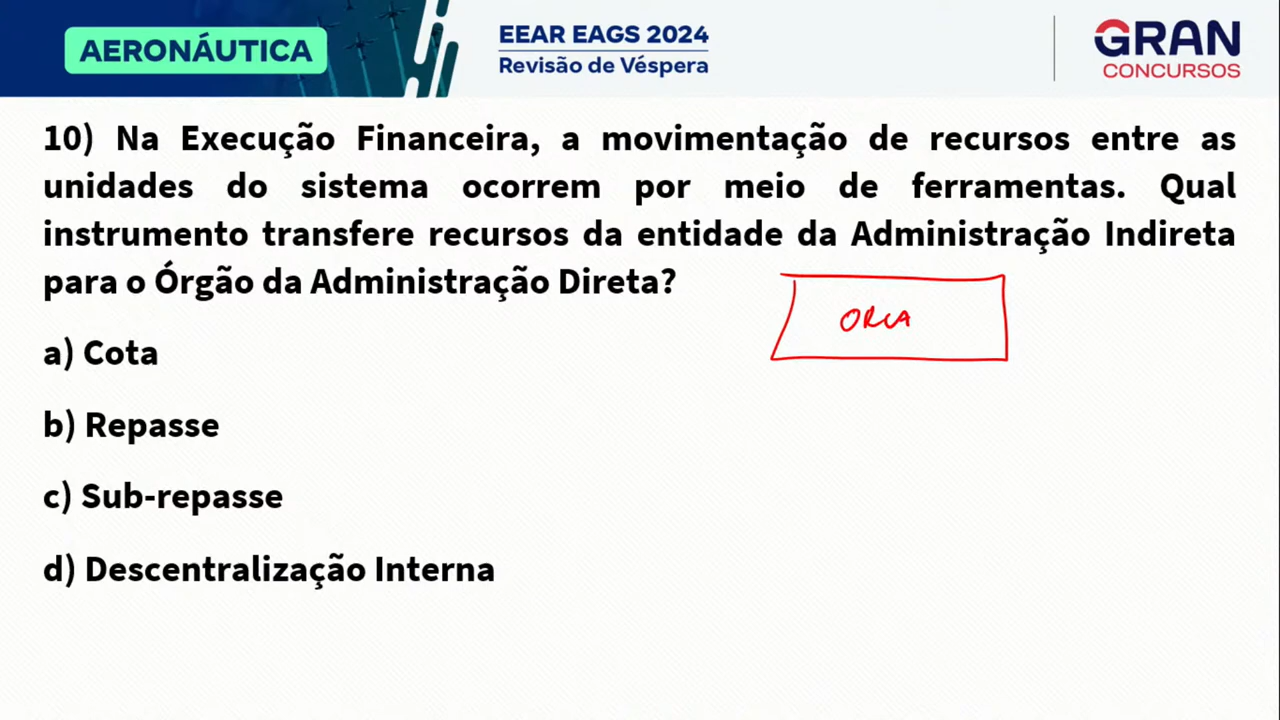 AERONÁUTICA
EEAR EAGS 2024
Revisão de Véspera
GRAN
CONCURSOS
10) Na Execução Financeira, a movimentação de recursos entre as
unidades do sistema ocorrem por meio de ferramentas. Qual
instrumento transfere recursos da entidade da Administração Indireta
para o Órgão da Administração Direta?
ORCA
a) Cota
b) Repasse
c) Sub-repasse
d) Descentralização Interna